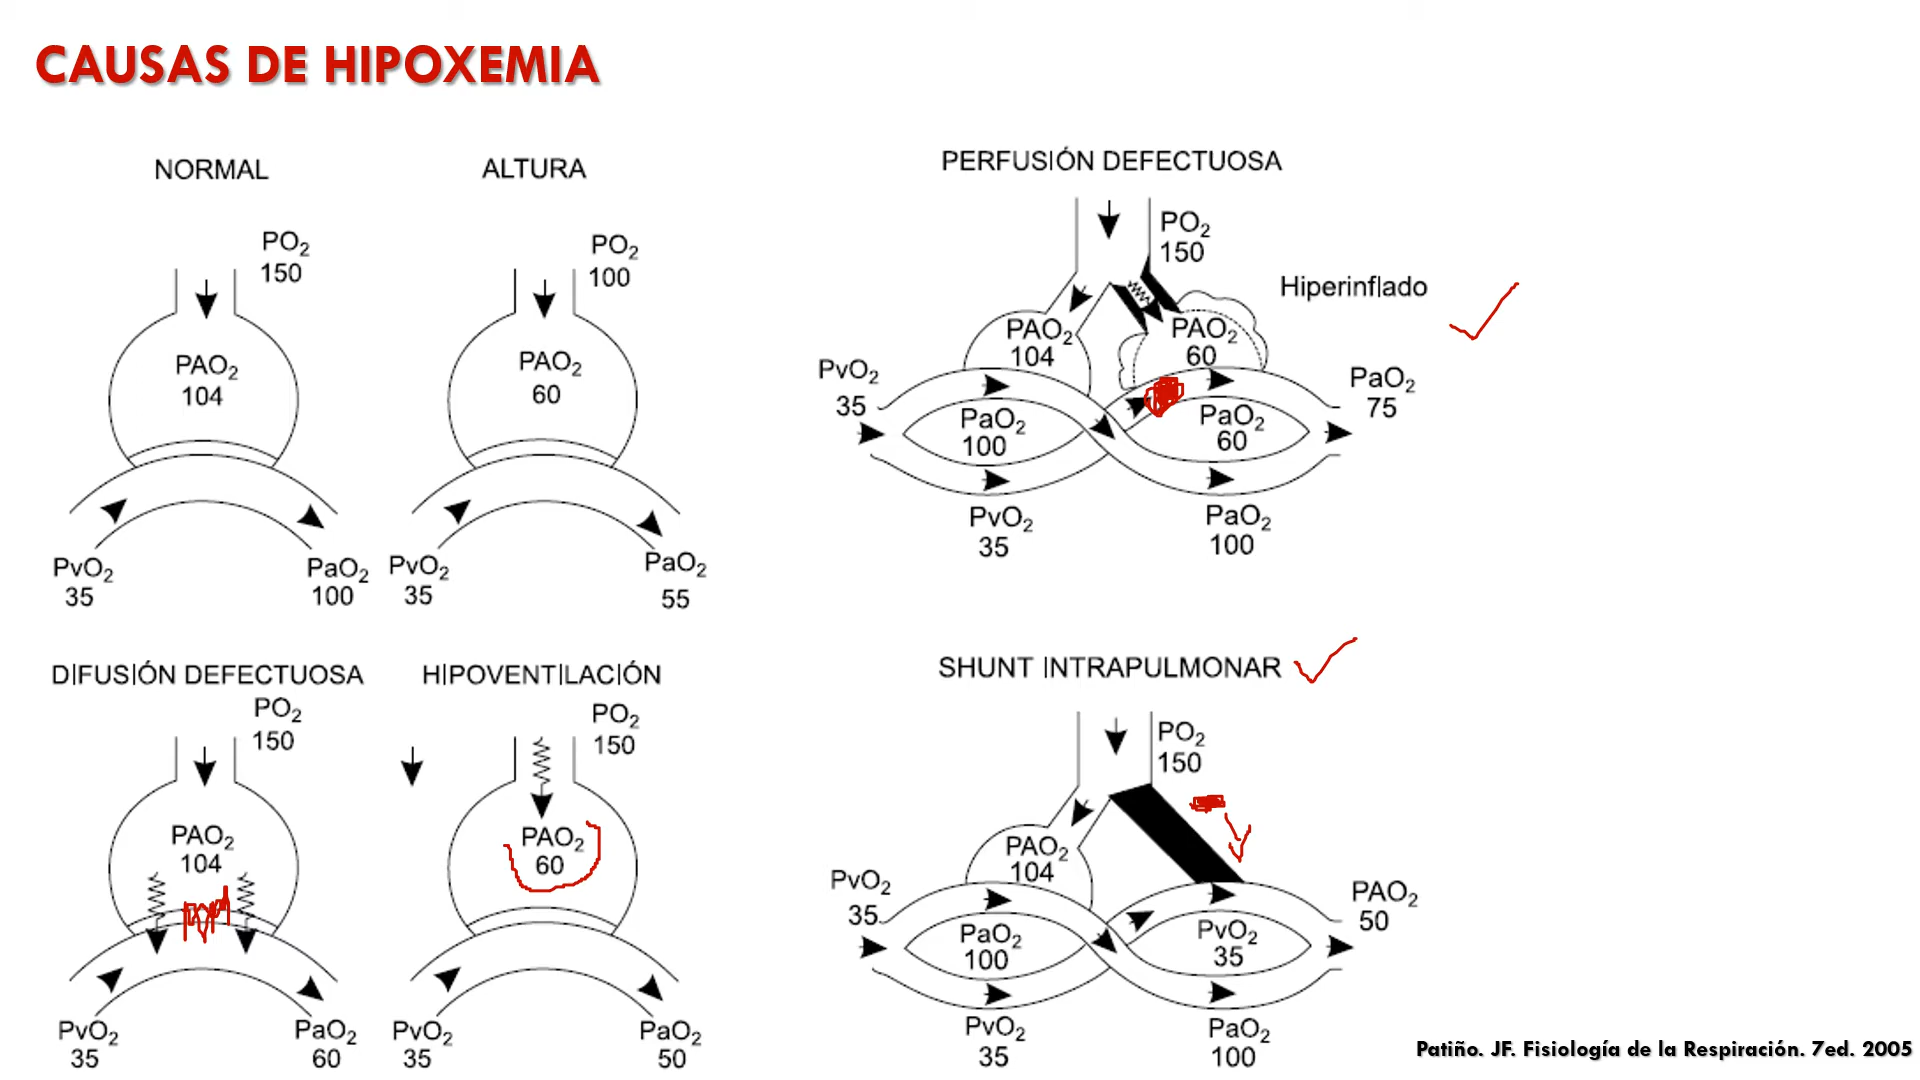 CAUSAS DE HIPOXEMIA
NORMAL
PO2
150
PAO2
104
PvO2
35
PaO2
100
ALTURA
PO2
100
PAO2
60
PvO2
35
PaO2
55
DIFUSIÓN DEFECTUOSA
PO2
150
PAO2
104
PvO2
35
PaO2
60
HIPOVENTILACIÓN
PO2
150
PAO2
60
PvO2
35
PaO2
50
PERFUSIÓN DEFECTUOSA
PO2
150
Hiperinflado
PAO2
104
PAO2
60
PvO2
35
PaO2
100
PaO2
60
PaO2
75
PvO2
35
PaO2
100
SHUNT INTRAPULMONAR
PO2
150
PAO2
104
PvO2
35
PaO2
100
PvO2
35
PAO2
50
PvO2
35
PaO2
100
Patiño. JF. Fisiología de la Respiración. 7ed. 2005